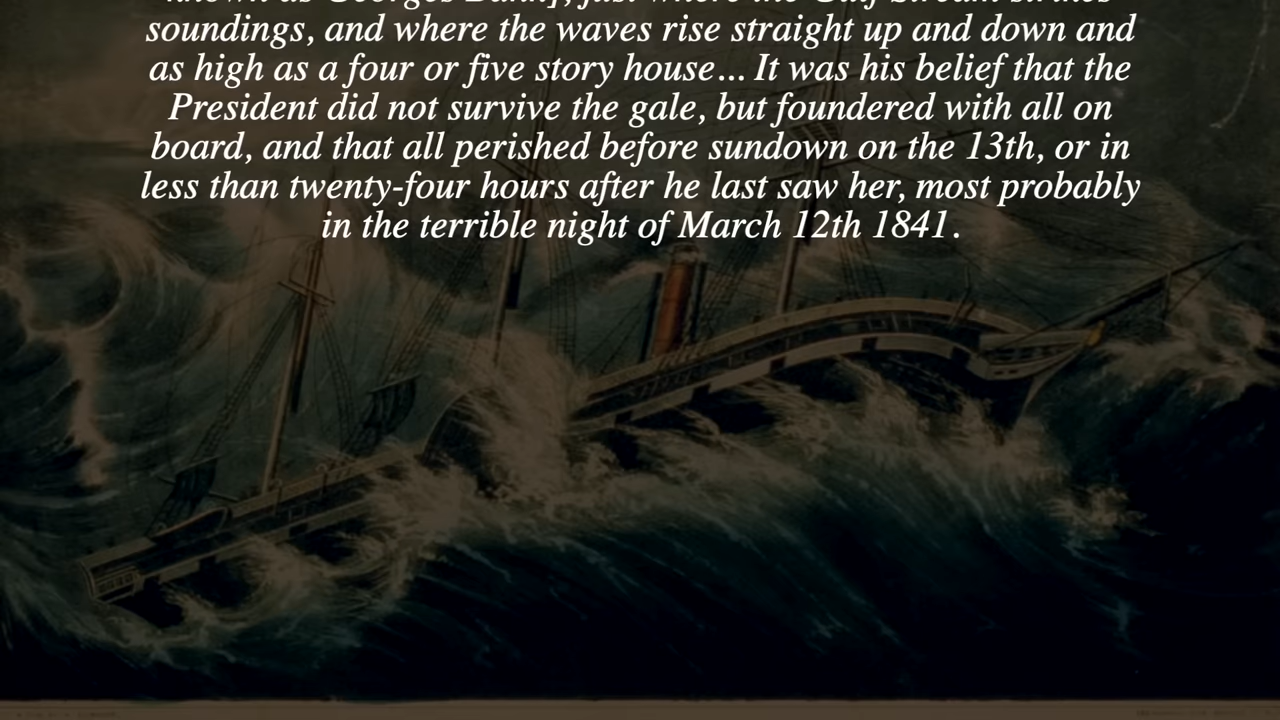 soundings, and where the waves rise straight up and down and
as high as a four or five story house... It was his belief that the
President did not survive the gale, but foundered with all on
board, and that all perished before sundown on the 13th, or in
less than twenty-four hours after he last saw her, most probably
in the terrible night of March 12th 1841.